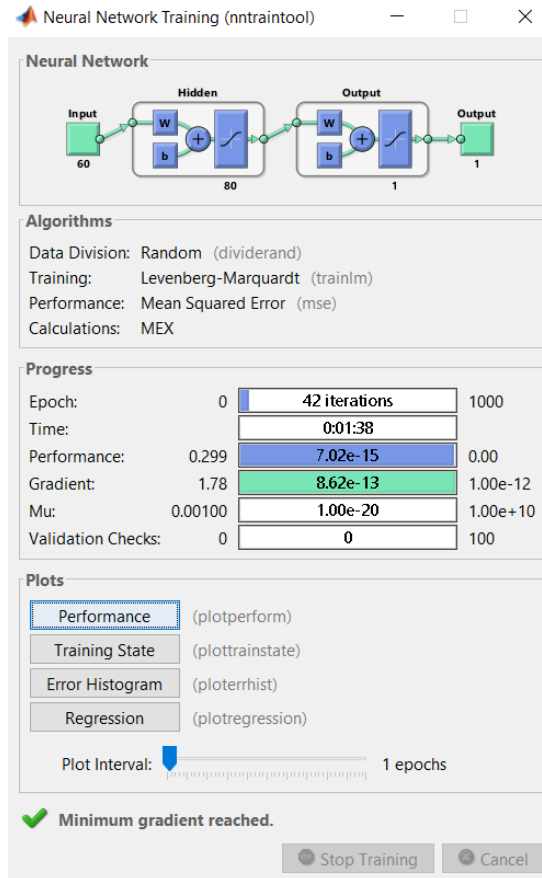 Neural Network Training (nntraintool)
Neural Network
Hidden Output
Input Output
W W
b b
60 1
80 1
Algorithms
Data Division: Random (dividerand)
Training: Levenberg-Marquardt (trainlm)
Performance: Mean Squared Error (mse)
Calculations: MEX
Progress
Epoch: 0 42 iterations 1000
Time: 0:01:38
Performance: 0.299 7.02e-15 0.00
Gradient: 1.78 8.62e-13 1.00e-12
Mu: 0.00100 1.00e-20 1.00e+10
Validation Checks: 0 0 100
Plots
Performance (plotperform)
Training State (plottrainstate)
Error Histogram (ploterrhist)
Regression (plotregression)
Plot Interval: 1 epochs
Minimum gradient reached.
Stop Training Cancel